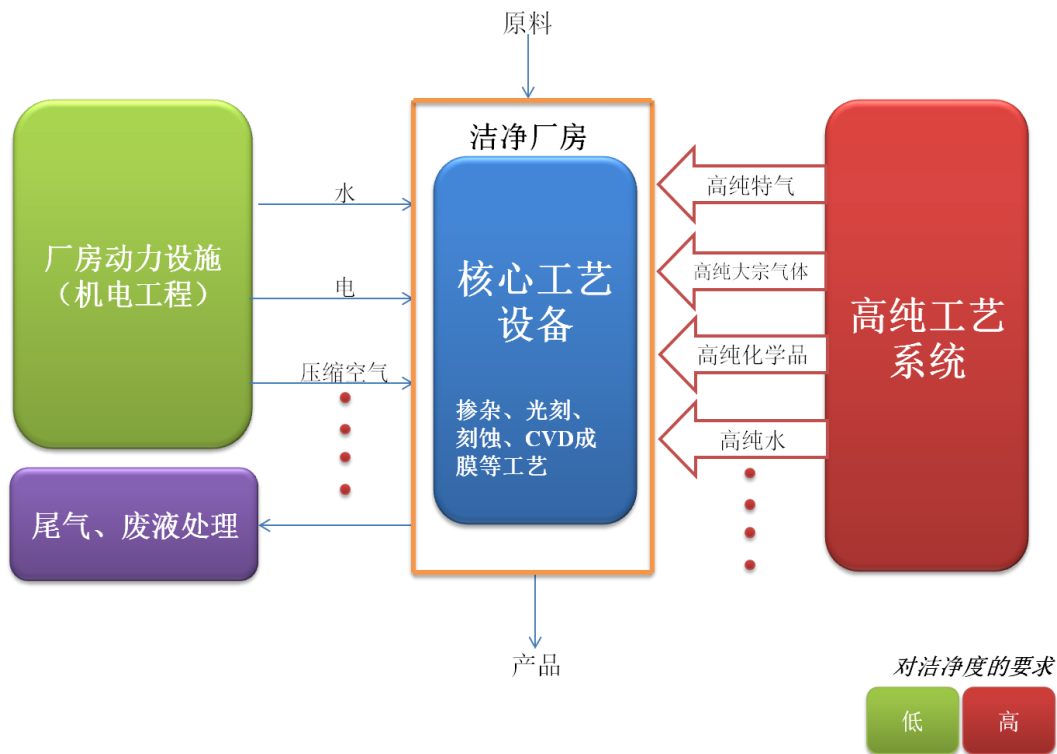 原料
洁净厂房
水
电
压缩空气
厂房动力设施
（机电工程）
尾气、废液处理
核心工艺
设备
掺杂、光刻、
刻蚀、CVD成
膜等工艺
高纯特气
高纯大宗气体
高纯化学品
高纯水
高纯工艺
系统
产品
对洁净度的要求
低
高